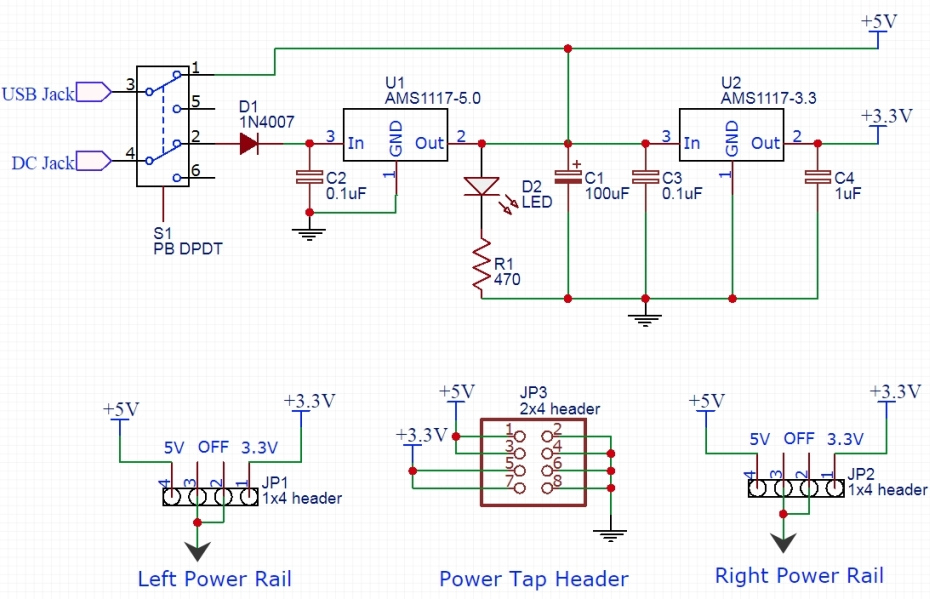 +5V
USB Jack
3
1
5
D1
1N4007
U1
AMS1117-5.0
U2
AMS1117-3.3
+3.3V
DC Jack
4
2
6
3
In
GND
Out
2
1
3
In
GND
Out
2
1
C2
0.1uF
D2
LED
+
C1
100uF
C3
0.1uF
C4
1uF
S1
PB DPDT
R1
470
+5V
+3.3V
5V OFF 3.3V
4
3
2
1
JP1
1x4 header
Left Power Rail
+5V
+3.3V
JP3
2x4 header
1
2
3
4
5
6
7
8
Power Tap Header
+5V
+3.3V
5V OFF 3.3V
4
3
2
1
JP2
1x4 header
Right Power Rail